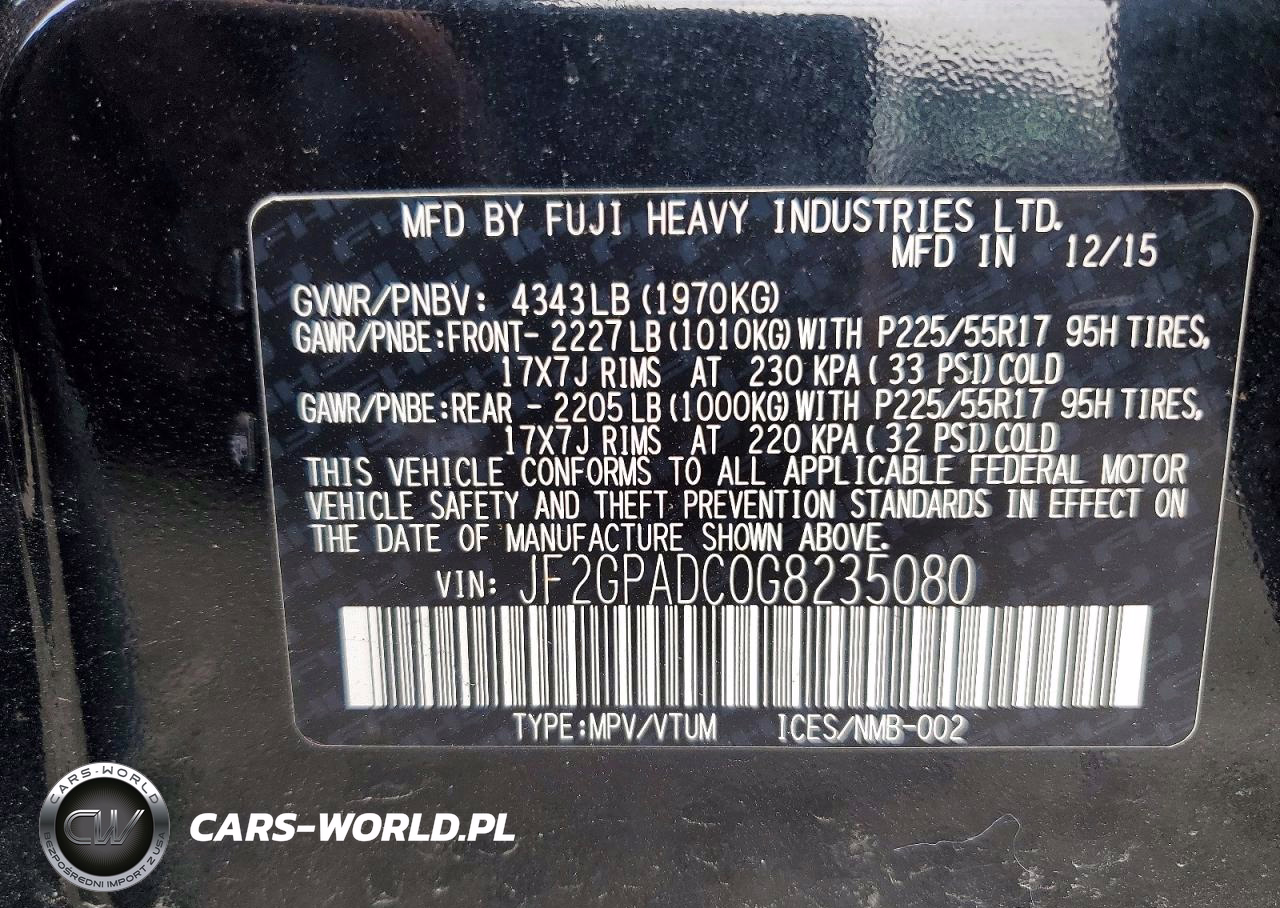 MFD BY FUJI HEAVY INDUSTRIES LTD.
MFD IN 12/15
GVWR/PNBV: 4343LB (1970KG)
GAWR/PNBE:FRONT- 2227LB (1010KG) WITH P225/55R17 95H TIRES,
17X7J RIMS AT 230 KPA ( 33 PSI) COLD
GAWR/PNBE:REAR - 2205LB (1000KG) WITH P225/55R17 95H TIRES,
17X7J RIMS AT 220 KPA ( 32 PSI) COLD
THIS VEHICLE CONFORMS TO ALL APPLICABLE FEDERAL MOTOR
VEHICLE SAFETY AND THEFT PREVENTION STANDARDS IN EFFECT ON
THE DATE OF MANUFACTURE SHOWN ABOVE.
VIN: JF2GPADC0G8235080
TYPE:MPV/VTUM ICES/NMB-002
CARS-WORLD
CW
BEZPOŚREDNI IMPORT Z USA
CARS-WORLD.PL